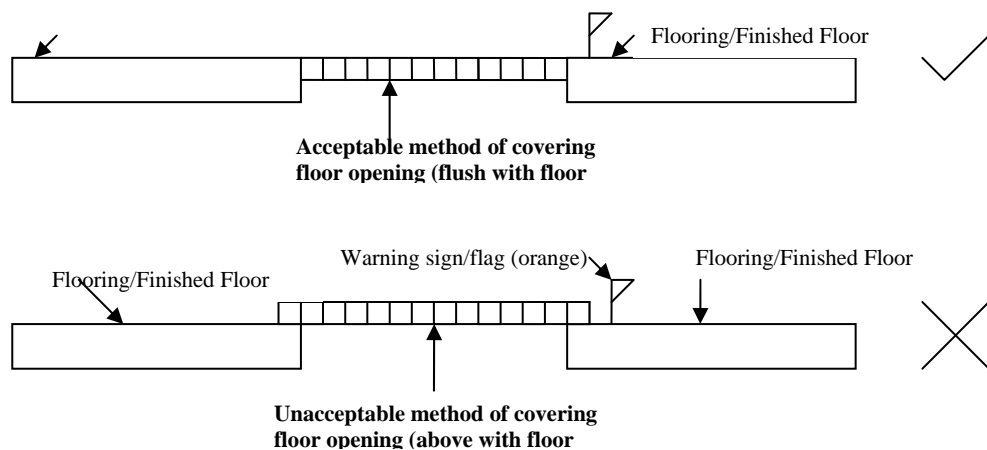 Flooring/Finished Floor
Acceptable method of covering
floor opening (flush with floor
Warning sign/flag (orange)
Flooring/Finished Floor
Flooring/Finished Floor
Unacceptable method of covering
floor opening (above with floor